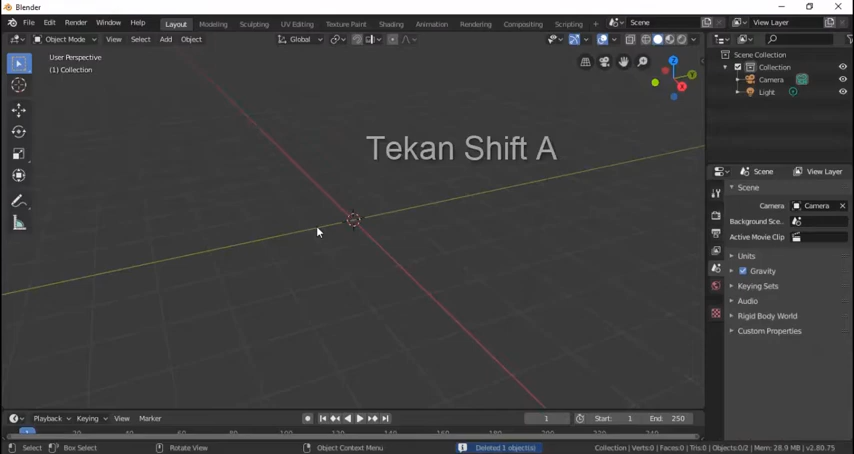 Blender
File Edit Render Window Help Layout Modeling Sculpting UV Editing Texture Paint Shading Animation Rendering Compositing Scripting + Scene View Layer
Object Mode View Select Add Object Global
User Perspective
(1) Collection
Tekan Shift A
Z
Y
X
Scene Collection
Collection
Camera
Light
Scene View Layer
Scene
Camera Camera
Background Sce..
Active Movie Clip
Units
Gravity
Keying Sets
Audio
Rigid Body World
Custom Properties
Playback Keying View Marker 1 Start: 1 End: 250
1
Select Box Select Rotate View Object Context Menu Deleted 1 object(s) Collection | Verts:0 | Faces:0 | Tris:0 | Objects:0/2 | Mem: 28.9 MB | v2.80.75